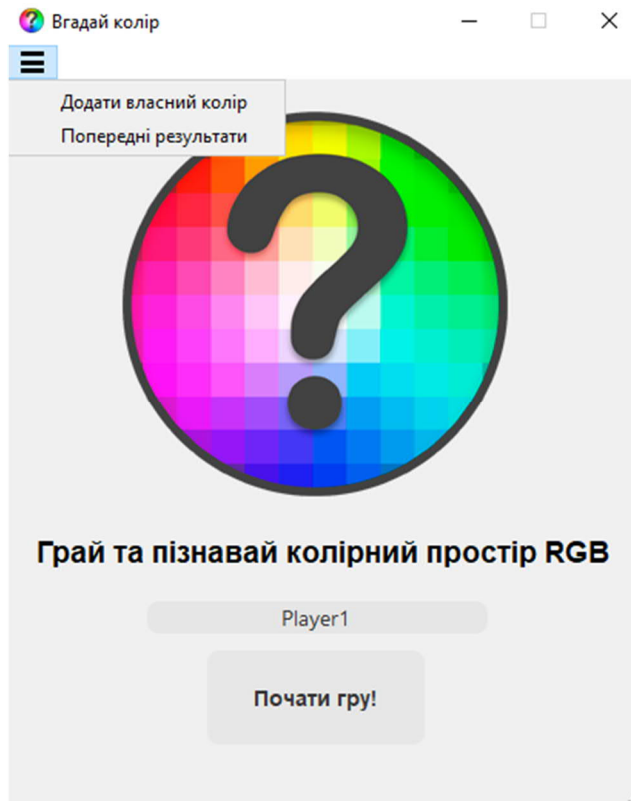 Вгадай колір
Додати власний колір
Попередні результати
?
Грай та пізнавай колірний простір RGB
Player1
Почати гру!